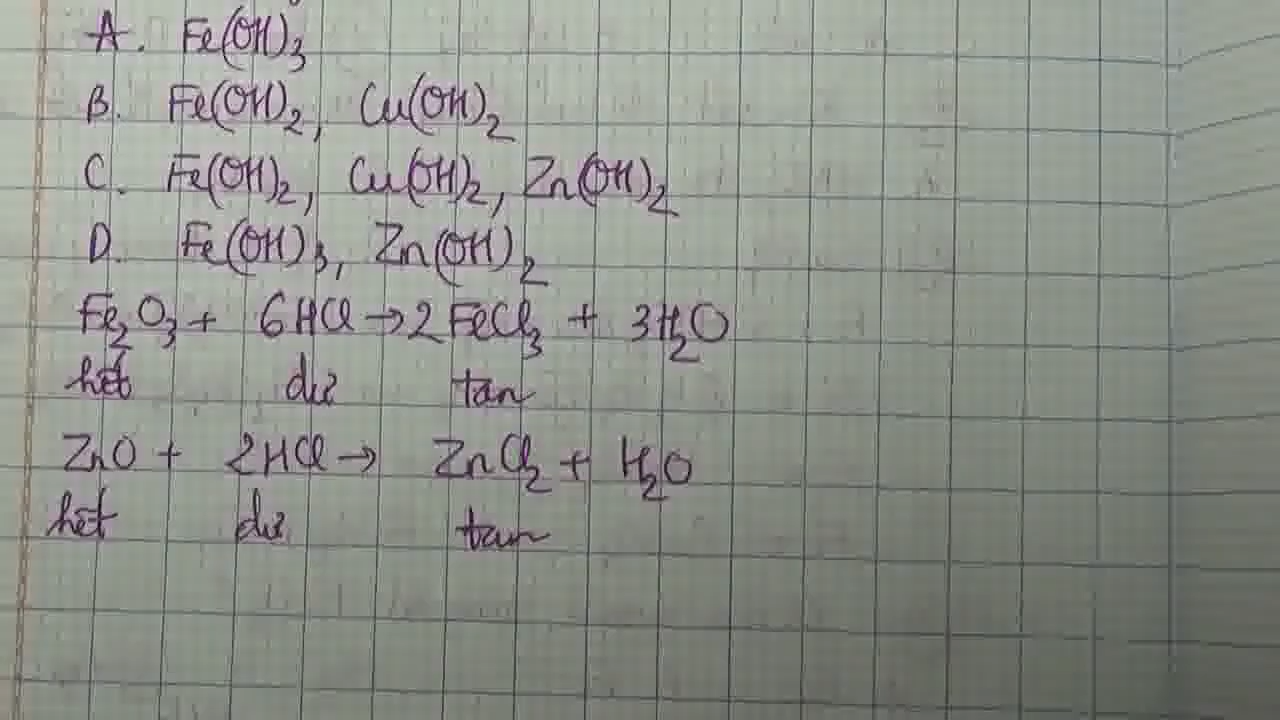 A. Fe(OH)₃
B. Fe(OH)₂, Cu(OH)₂
C. Fe(OH)₂, Cu(OH)₂, Zn(OH)₂
D. Fe(OH)₃, Zn(OH)₂
Fe₂O₃ + 6HCl → 2FeCl₃ + 3H₂O
hết dư tan
ZnO + 2HCl → ZnCl₂ + H₂O
hết dư tan